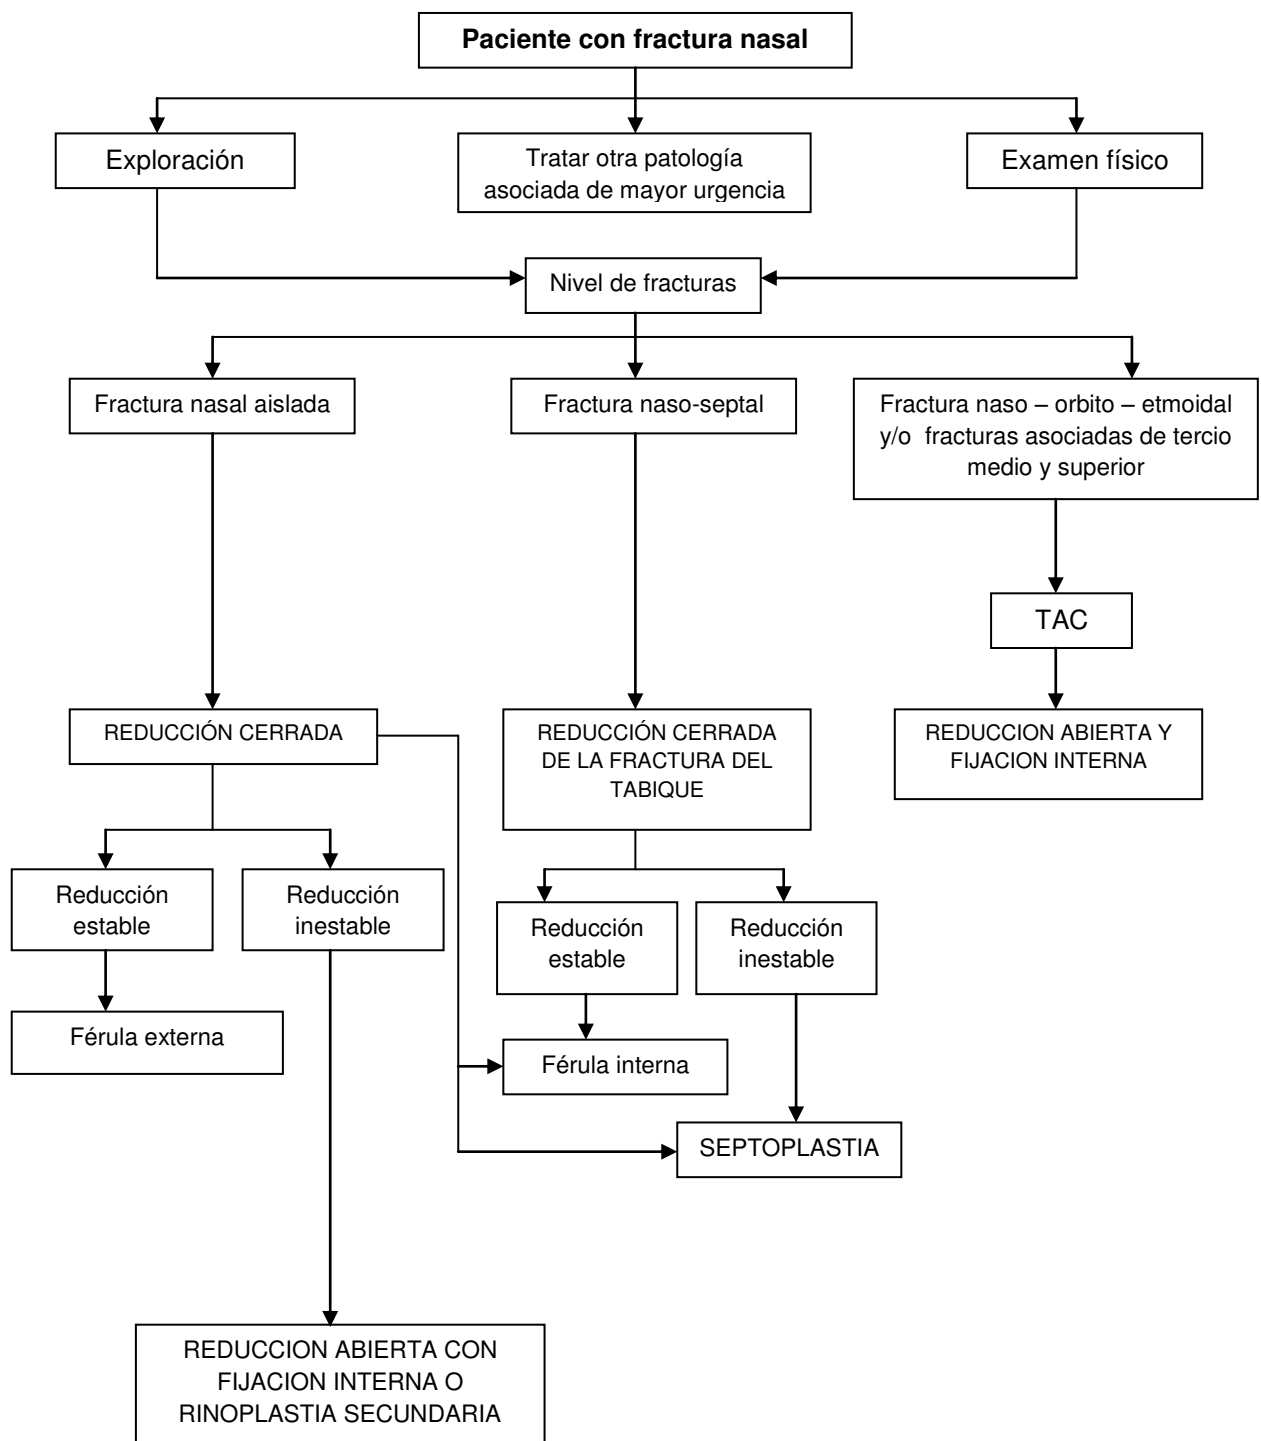 Paciente con fractura nasal
Exploración
Tratar otra patología
asociada de mayor urgencia
Examen físico
Nivel de fracturas
Fractura nasal aislada
Fractura naso-septal
Fractura naso – orbito – etmoidal
y/o fracturas asociadas de tercio
medio y superior
TAC
REDUCCIÓN CERRADA
REDUCCIÓN CERRADA
DE LA FRACTURA DEL
TABIQUE
REDUCCION ABIERTA Y
FIJACION INTERNA
Reducción
estable
Reducción
inestable
Reducción
estable
Reducción
inestable
Férula externa
Férula interna
SEPTOPLASTIA
REDUCCION ABIERTA CON
FIJACION INTERNA O
RINOPLASTIA SECUNDARIA